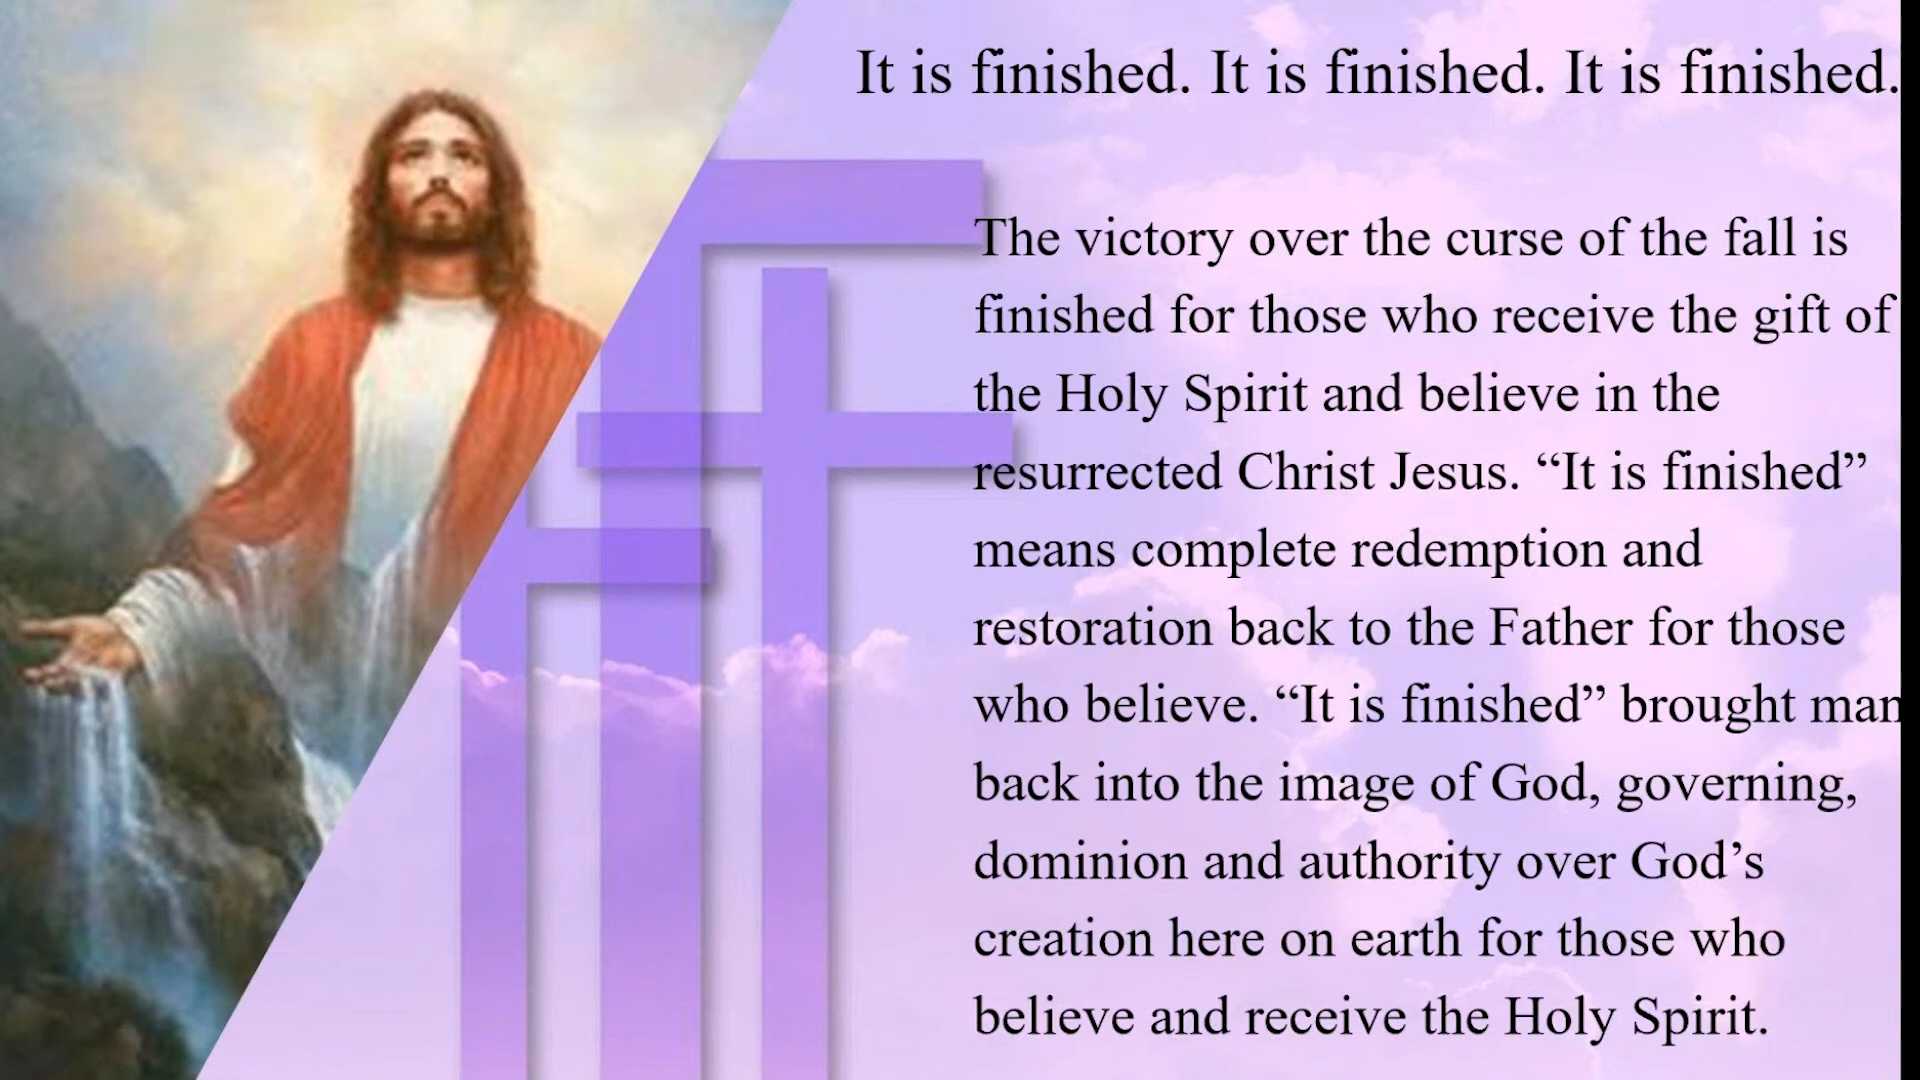 It is finished. It is finished. It is finished.
The victory over the curse of the fall is
finished for those who receive the gift of
the Holy Spirit and believe in the
resurrected Christ Jesus. “It is finished”
means complete redemption and
restoration back to the Father for those
who believe. “It is finished” brought man
back into the image of God, governing,
dominion and authority over God’s
creation here on earth for those who
believe and receive the Holy Spirit.